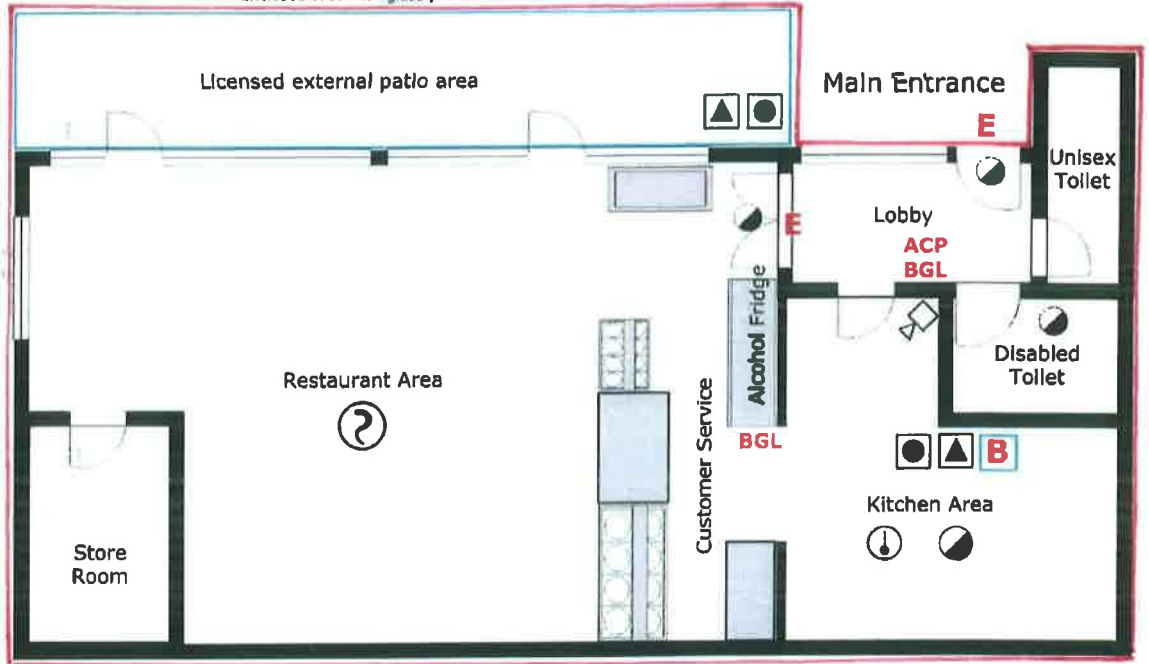 Licensed external patio area
Main Entrance
E
Unisex
Toilet
Lobby
E
ACP
BGL
Alcohol Fridge
Disabled
Toilet
Restaurant Area
Customer Service
BGL
B
Kitchen Area
Store
Room